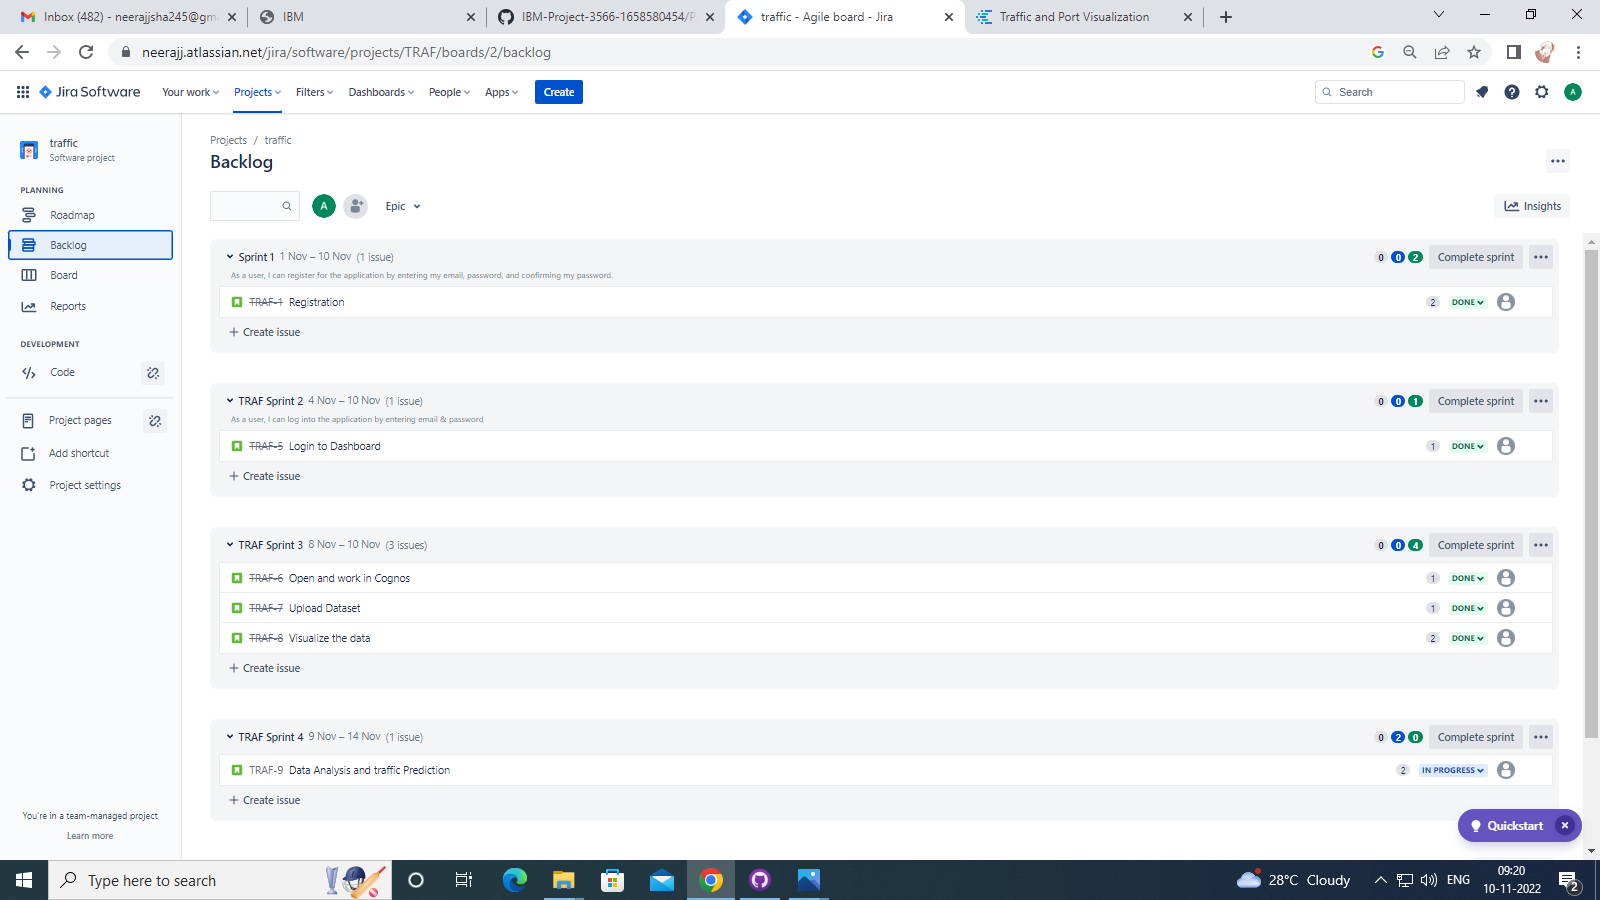 Inbox (482) - neerajjsha245@gm
IBM
IBM-Project-3566-1658580454/P
traffic - Agile board - Jira
Traffic and Port Visualization
neerajj.atlassian.net/jira/software/projects/TRAF/boards/2/backlog
Jira Software
Your work
Projects
Filters
Dashboards
People
Apps
Create
Search
A
traffic
Software project
PLANNING
Roadmap
Backlog
Board
Reports
DEVELOPMENT
Code
Project pages
Add shortcut
Project settings
You're in a team-managed project
Learn more
Projects / traffic
Backlog
A
Epic
Insights
Sprint 1 1 Nov – 10 Nov (1 issue)
0 0 2 Complete sprint
As a user, I can register for the application by entering my email, password, and confirming my password.
TRAF-1 Registration
2 DONE
+ Create issue
TRAF Sprint 2 4 Nov – 10 Nov (1 issue)
0 0 1 Complete sprint
As a user, I can log into the application by entering email & password
TRAF-5 Login to Dashboard
1 DONE
+ Create issue
TRAF Sprint 3 8 Nov – 10 Nov (3 issues)
0 0 4 Complete sprint
TRAF-6 Open and work in Cognos
1 DONE
TRAF-7 Upload Dataset
1 DONE
TRAF-8 Visualize the data
2 DONE
+ Create issue
TRAF Sprint 4 9 Nov – 14 Nov (1 issue)
0 2 0 Complete sprint
TRAF-9 Data Analysis and traffic Prediction
2 IN PROGRESS
+ Create issue
Quickstart
Type here to search
28°C Cloudy
ENG
09:20
10-11-2022
2